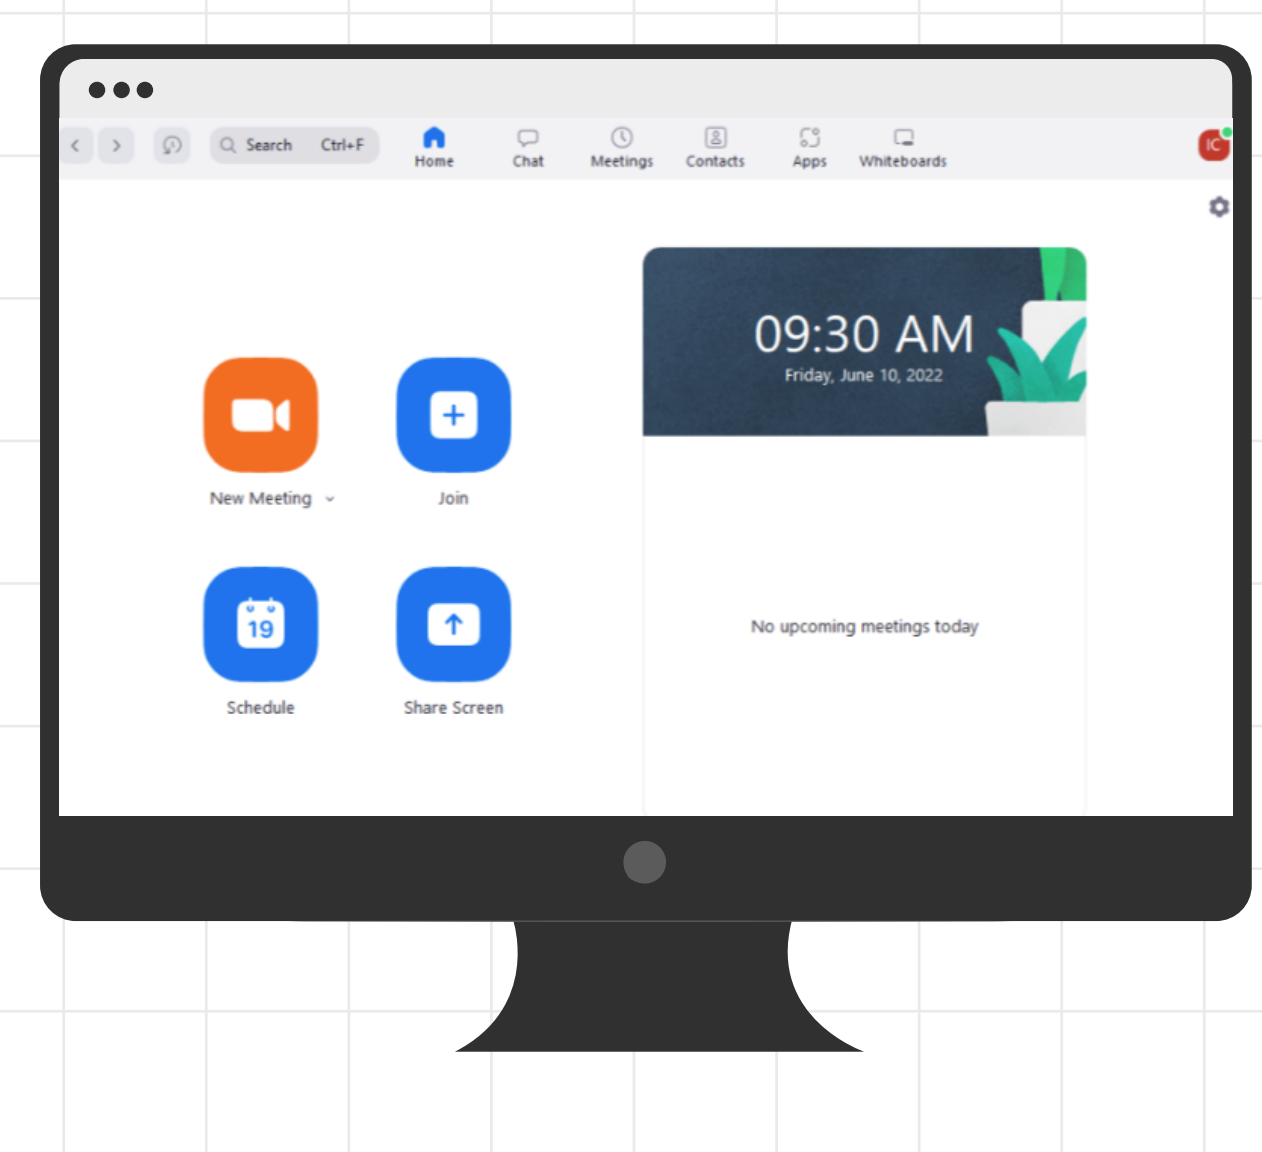 Search Ctrl+F
Home
Chat
Meetings
Contacts
Apps
Whiteboards
IC
09:30 AM
Friday, June 10, 2022
New Meeting
Join
19
Schedule
Share Screen
No upcoming meetings today